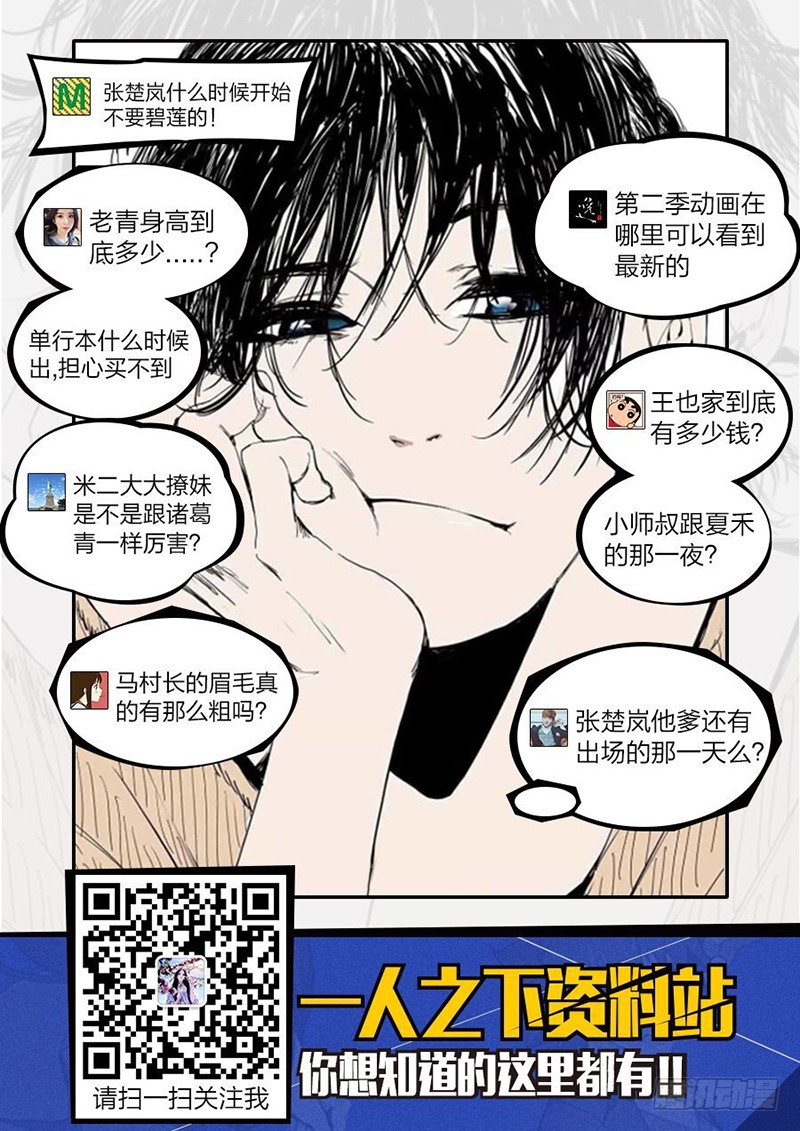 M
张楚岚什么时候开始
不要碧莲的!
老青身高到
底多少.....?
第二季动画在
哪里可以看到
最新的
单行本什么时候
出,担心买不到
王也家到底
有多少钱?
米二大大撩妹
是不是跟诸葛
青一样厉害?
小师叔跟夏禾
的那一夜?
马村长的眉毛真
的有那么粗吗?
张楚岚他爹还有
出场的那一天么?
一人之下资料站
你想知道的这里都有!!
请扫一扫关注我
腾讯动漫